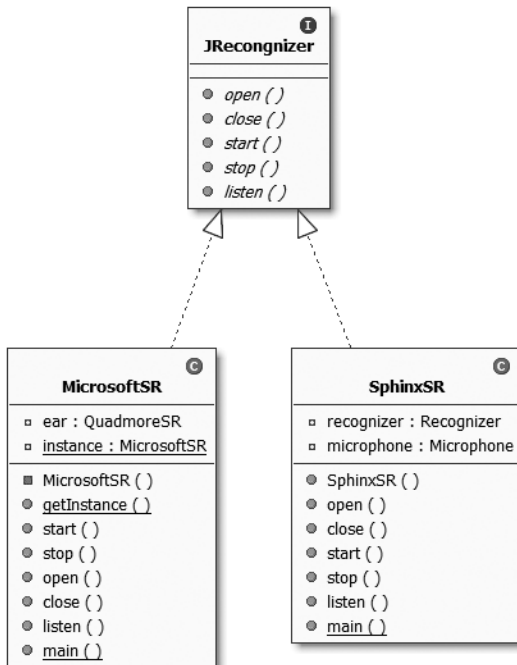 I
JRecongnizer
open ( )
close ( )
start ( )
stop ( )
listen ( )
C
MicrosoftSR
ear : QuadmoreSR
instance : MicrosoftSR
MicrosoftSR ( )
getInstance ( )
start ( )
stop ( )
open ( )
close ( )
listen ( )
main ( )
C
SphinxSR
recognizer : Recognizer
microphone : Microphone
SphinxSR ( )
open ( )
close ( )
start ( )
stop ( )
listen ( )
main ( )